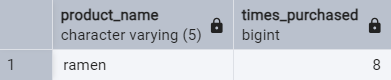 product_name times_purchased
character varying (5) bigint
1 ramen 8